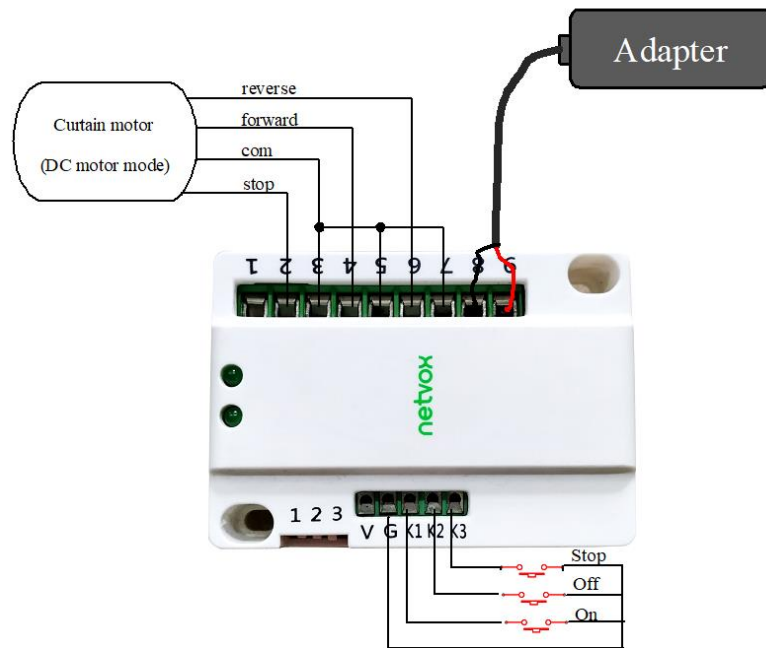 Adapter
reverse
Curtain motor
forward
(DC motor mode)
com
stop
1 2 3 4 5 6 7 8 9
netvox
1 2 3
V G K1 K2 K3
Stop
Off
On